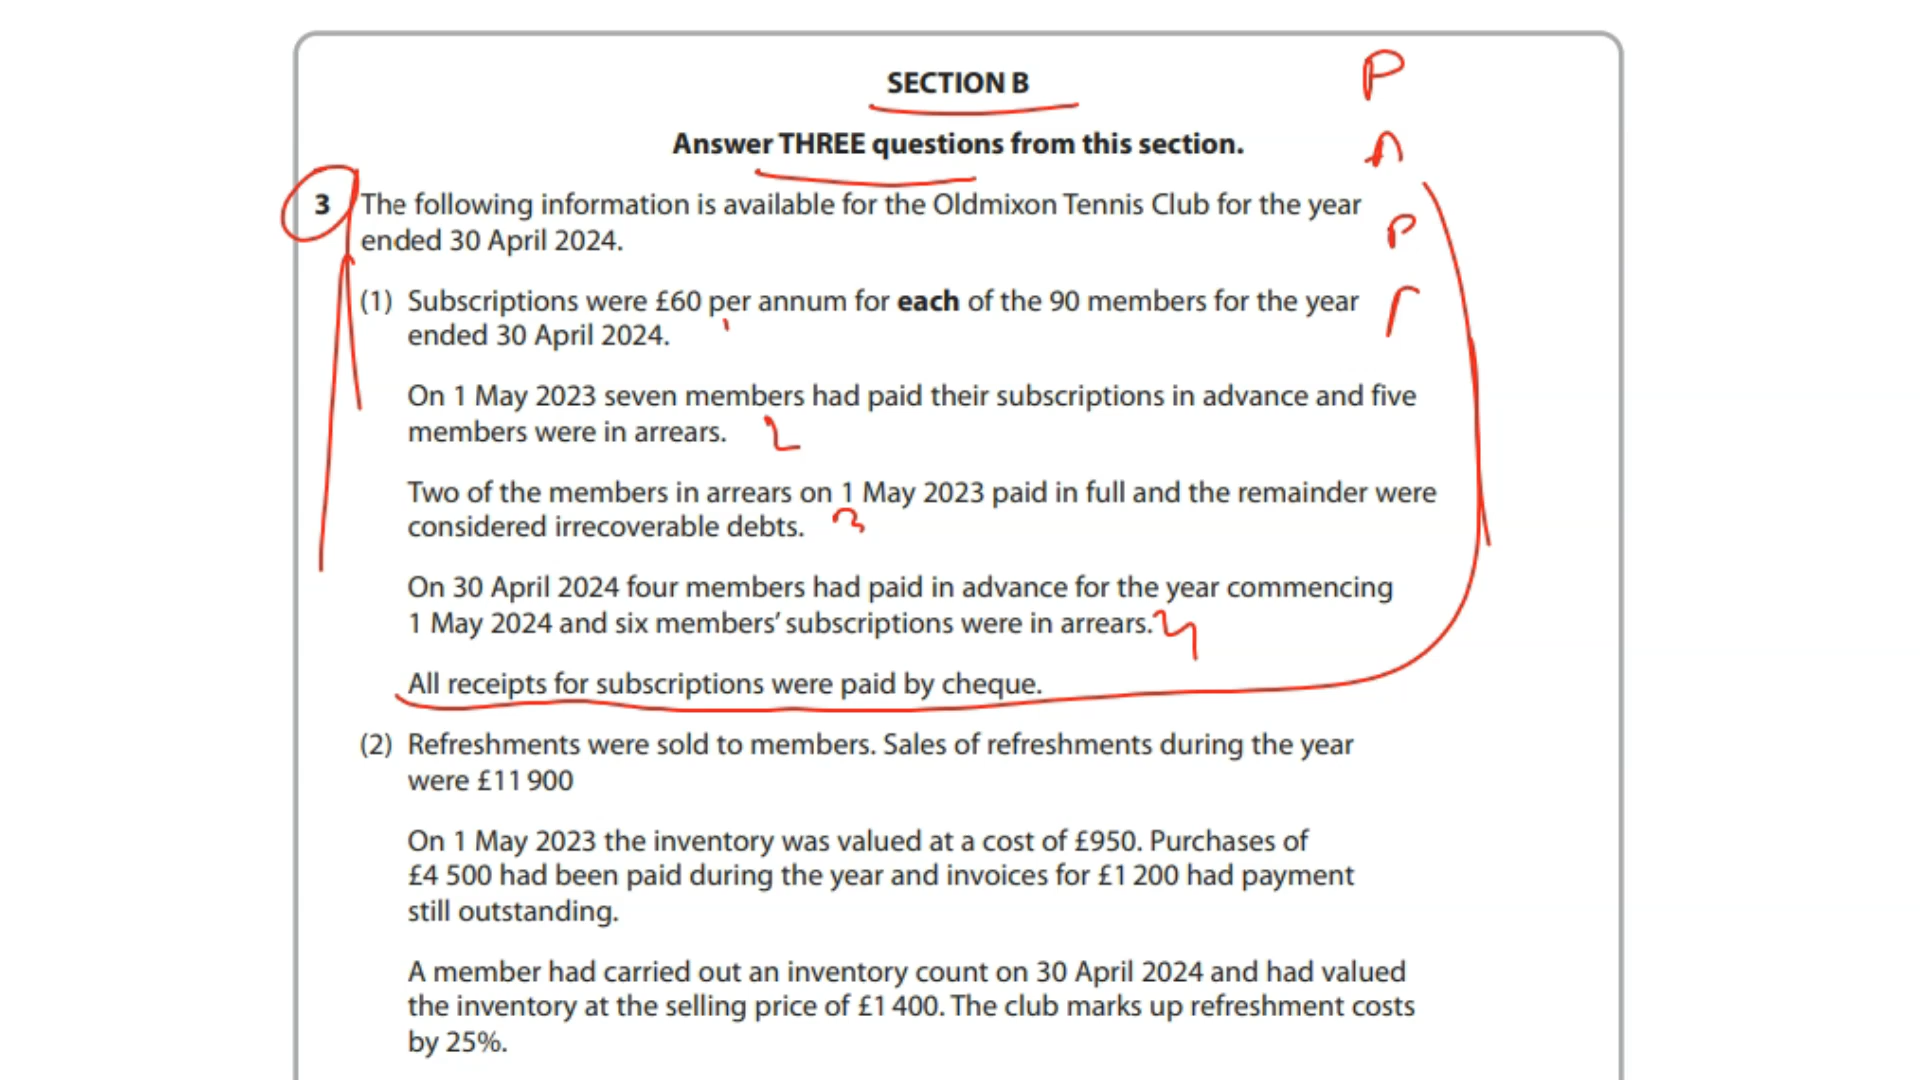 SECTION B
Answer THREE questions from this section.
3 The following information is available for the Oldmixon Tennis Club for the year
ended 30 April 2024.
(1) Subscriptions were £60 per annum for each of the 90 members for the year
ended 30 April 2024.
On 1 May 2023 seven members had paid their subscriptions in advance and five
members were in arrears.
2
Two of the members in arrears on 1 May 2023 paid in full and the remainder were
considered irrecoverable debts.
3
On 30 April 2024 four members had paid in advance for the year commencing
1 May 2024 and six members' subscriptions were in arrears.
4
All receipts for subscriptions were paid by cheque.
(2) Refreshments were sold to members. Sales of refreshments during the year
were £11 900
On 1 May 2023 the inventory was valued at a cost of £950. Purchases of
£4 500 had been paid during the year and invoices for £1 200 had payment
still outstanding.
A member had carried out an inventory count on 30 April 2024 and had valued
the inventory at the selling price of £1 400. The club marks up refreshment costs
by 25%.
P
P